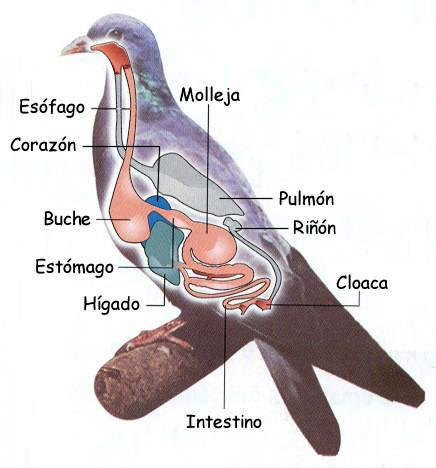 Molleja
Esófago
Corazón
Pulmón
Buche
Riñón
Estómago
Cloaca
Hígado
Intestino